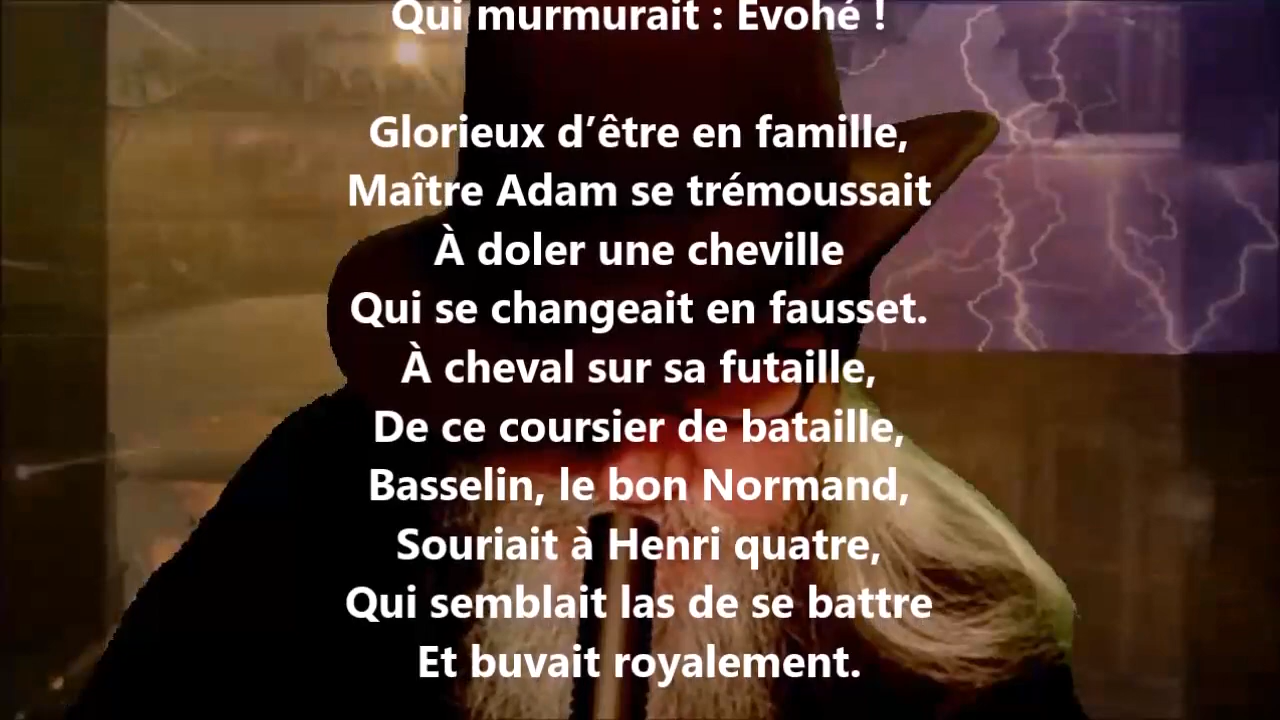 Qui murmurait : Évohé !
Glorieux d’être en famille,
Maître Adam se trémoussait
À doler une cheville
Qui se changeait en fausset.
À cheval sur sa futaille,
De ce coursier de bataille,
Basselin, le bon Normand,
Souriait à Henri quatre,
Qui semblait las de se battre
Et buvait royalement.